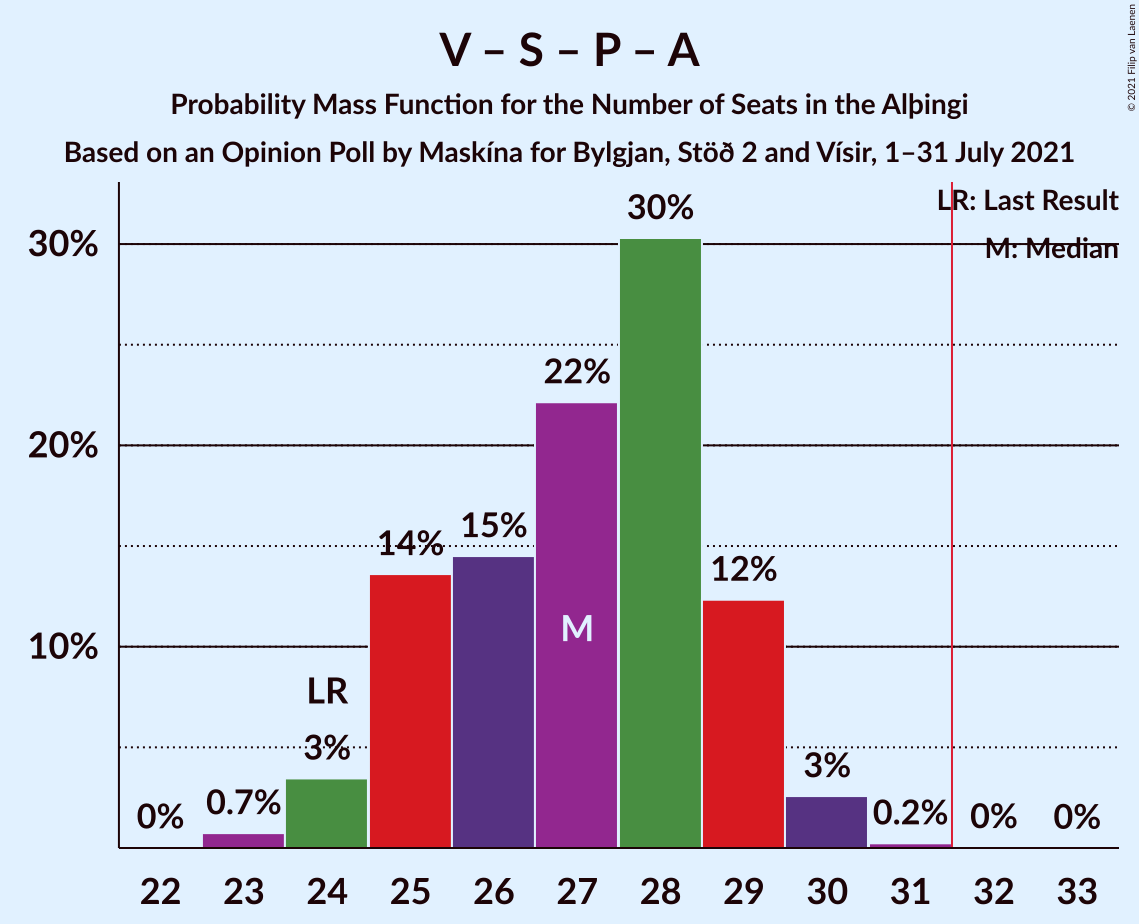 V – S – P – A
Probability Mass Function for the Number of Seats in the Alþingi
Based on an Opinion Poll by Maskína for Bylgjan, Stöð 2 and Vísir, 1–31 July 2021
© 2021 Filip van Laenen
LR: Last Result
M: Median
30%
20%
10%
0%
0.7%
LR
3%
14%
15%
22%
M
30%
12%
3%
0.2%
0%
0%
22 23 24 25 26 27 28 29 30 31 32 33